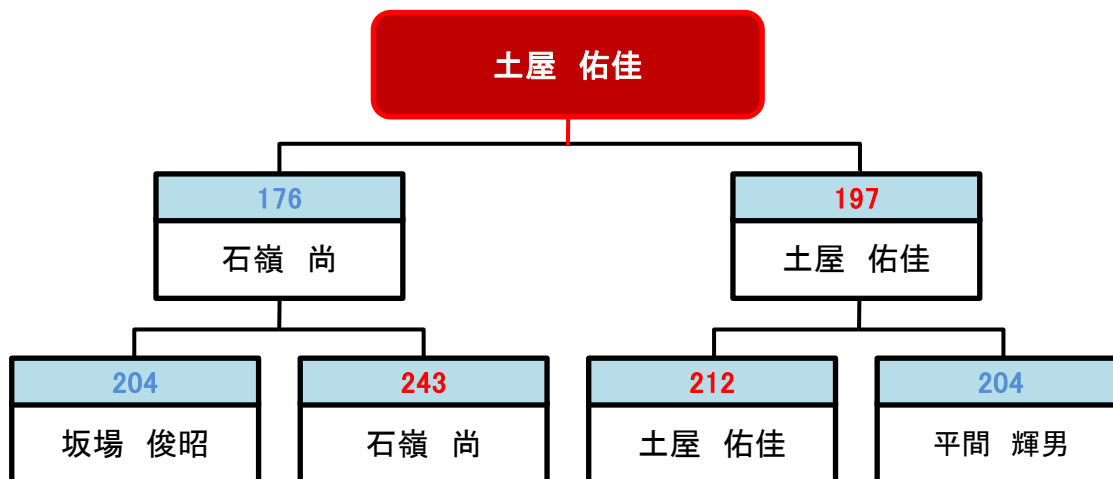 土屋　佑佳
176
石嶺　尚
197
土屋　佑佳
204
坂場　俊昭
243
石嶺　尚
212
土屋　佑佳
204
平間　輝男